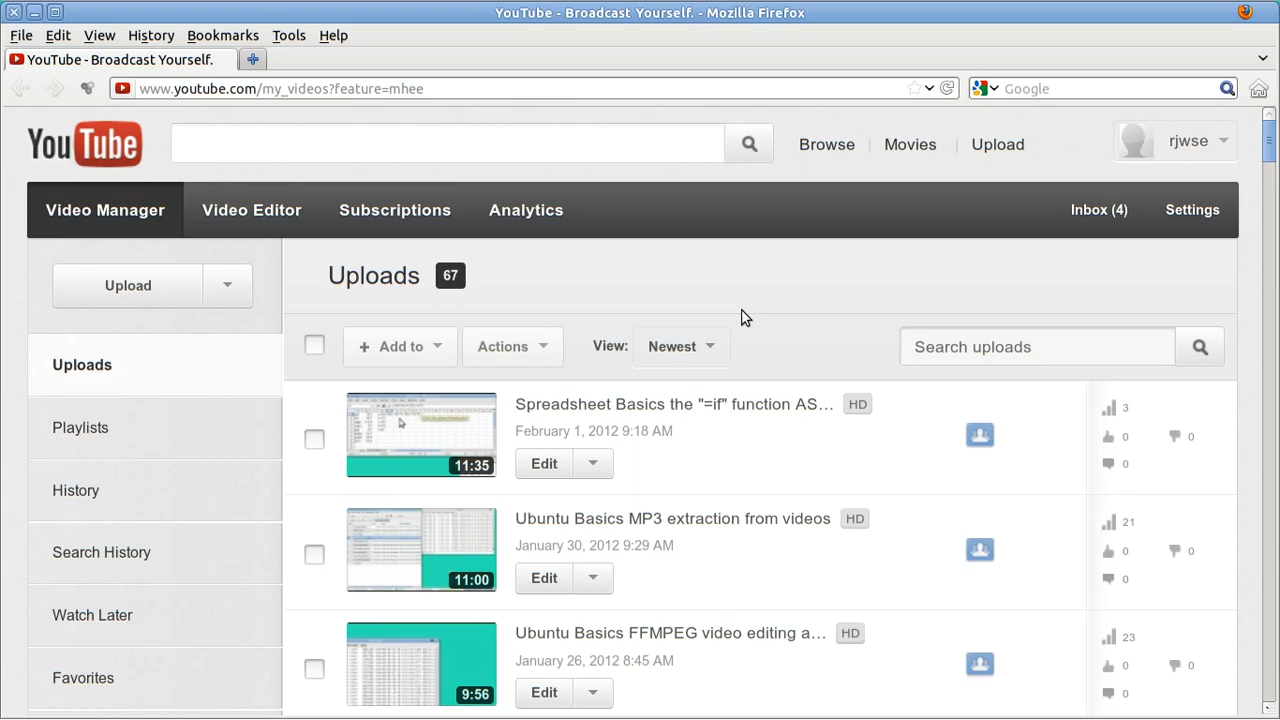 YouTube - Broadcast Yourself. - Mozilla Firefox
File Edit View History Bookmarks Tools Help
YouTube - Broadcast Yourself.
www.youtube.com/my_videos?feature=mhee
Google
YouTube
Browse Movies Upload
rjwse
Video Manager Video Editor Subscriptions Analytics
Inbox (4) Settings
Upload
Uploads 67
+ Add to Actions View: Newest
Search uploads
Uploads
Playlists
History
Search History
Watch Later
Favorites
Spreadsheet Basics the "=if" function AS... HD
February 1, 2012 9:18 AM
11:35
Edit
3
0 0
0
Ubuntu Basics MP3 extraction from videos HD
January 30, 2012 9:29 AM
11:00
Edit
21
0 0
0
Ubuntu Basics FFMPEG video editing a... HD
January 26, 2012 8:45 AM
9:56
Edit
23
0 0
0